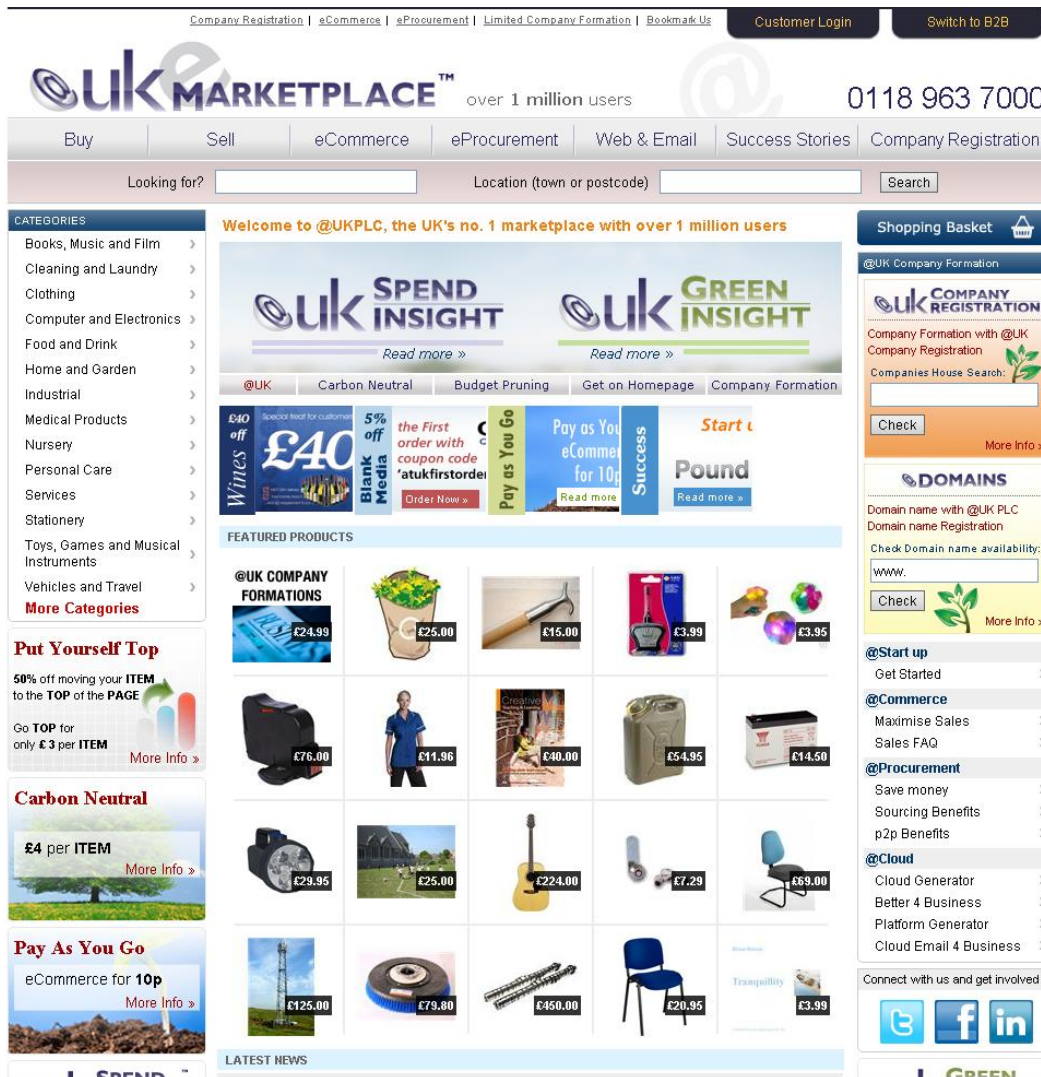 Company Registration | eCommerce | eProcurement | Limited Company Formation | Bookmark Us
Customer Login
Switch to B2B
@uk MARKETPLACE™
over 1 million users
0118 963 7000
Buy
Sell
eCommerce
eProcurement
Web & Email
Success Stories
Company Registration
Looking for?
Location (town or postcode)
Search
CATEGORIES
Books, Music and Film
Cleaning and Laundry
Clothing
Computer and Electronics
Food and Drink
Home and Garden
Industrial
Medical Products
Nursery
Personal Care
Services
Stationery
Toys, Games and Musical
Instruments
Vehicles and Travel
More Categories
Put Yourself Top
50% off moving your ITEM
to the TOP of the PAGE
Go TOP for
only £ 3 per ITEM
More Info »
Carbon Neutral
£4 per ITEM
More Info »
Pay As You Go
eCommerce for 10p
More Info »
SPEND ™
Welcome to @UKPLC, the UK's no. 1 marketplace with over 1 million users
@uk SPEND INSIGHT
Read more »
@uk GREEN INSIGHT
Read more »
@UK
Carbon Neutral
Budget Pruning
Get on Homepage
Company Formation
£40
off
Wines
Special treat for customer
£40
5%
off
Blank
Media
the First
order with
coupon code
'atukfirstorder
Order Now »
Pay as You Go
Pay as You
eCommer
for 10p
Read more
Success
Start u
Pound
Read more »
FEATURED PRODUCTS
@UK COMPANY
FORMATIONS
£24.99
£25.00
£15.00
£3.99
£3.95
£76.00
£11.96
Creative
£40.00
£54.95
£14.50
£29.95
£25.00
£224.00
£7.29
£69.00
£125.00
£79.80
£450.00
£20.95
Tranquillity
£3.99
LATEST NEWS
Shopping Basket
@UK Company Formation
@uk COMPANY REGISTRATION
Company Formation with @UK
Company Registration
Companies House Search:
Check
More Info »
@DOMAINS
Domain name with @UK PLC
Domain name Registration
Check Domain name availability:
www.
Check
More Info »
@Start up
Get Started
@Commerce
Maximise Sales
Sales FAQ
@Procurement
Save money
Sourcing Benefits
p2p Benefits
@Cloud
Cloud Generator
Better 4 Business
Platform Generator
Cloud Email 4 Business
Connect with us and get involved
GREEN